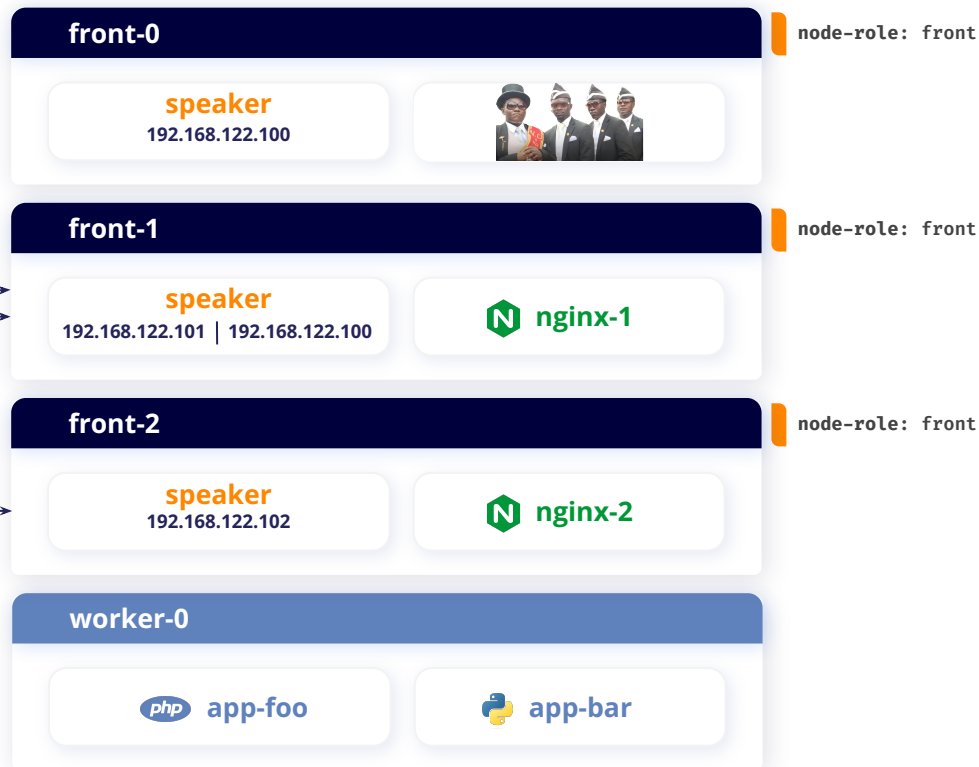 front-0
node-role: front
speaker
192.168.122.100
front-1
node-role: front
speaker
192.168.122.101 | 192.168.122.100
nginx-1
front-2
node-role: front
speaker
192.168.122.102
nginx-2
worker-0
php app-foo
app-bar